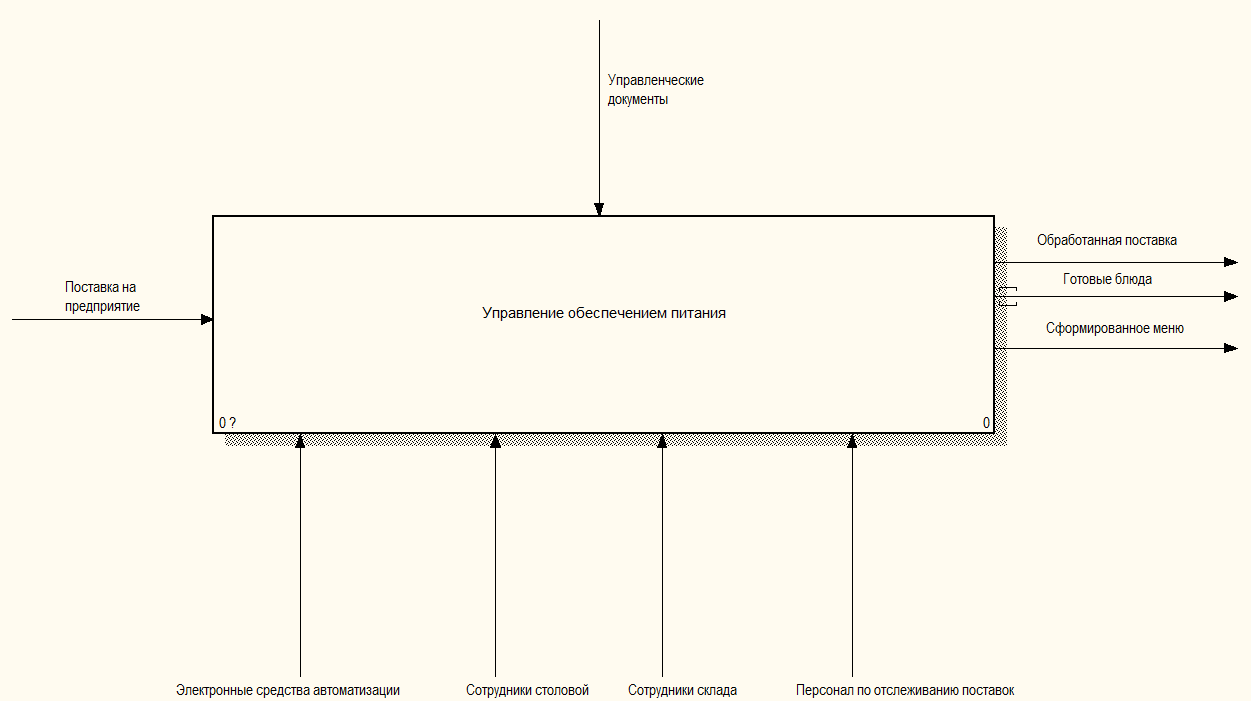 Управленческие
документы
Обработанная поставка
Готовые блюда
Поставка на
предприятие
Управление обеспечением питания
Сформированное меню
0 ?
0
Электронные средства автоматизации
Сотрудники столовой
Сотрудники склада
Персонал по отслеживанию поставок